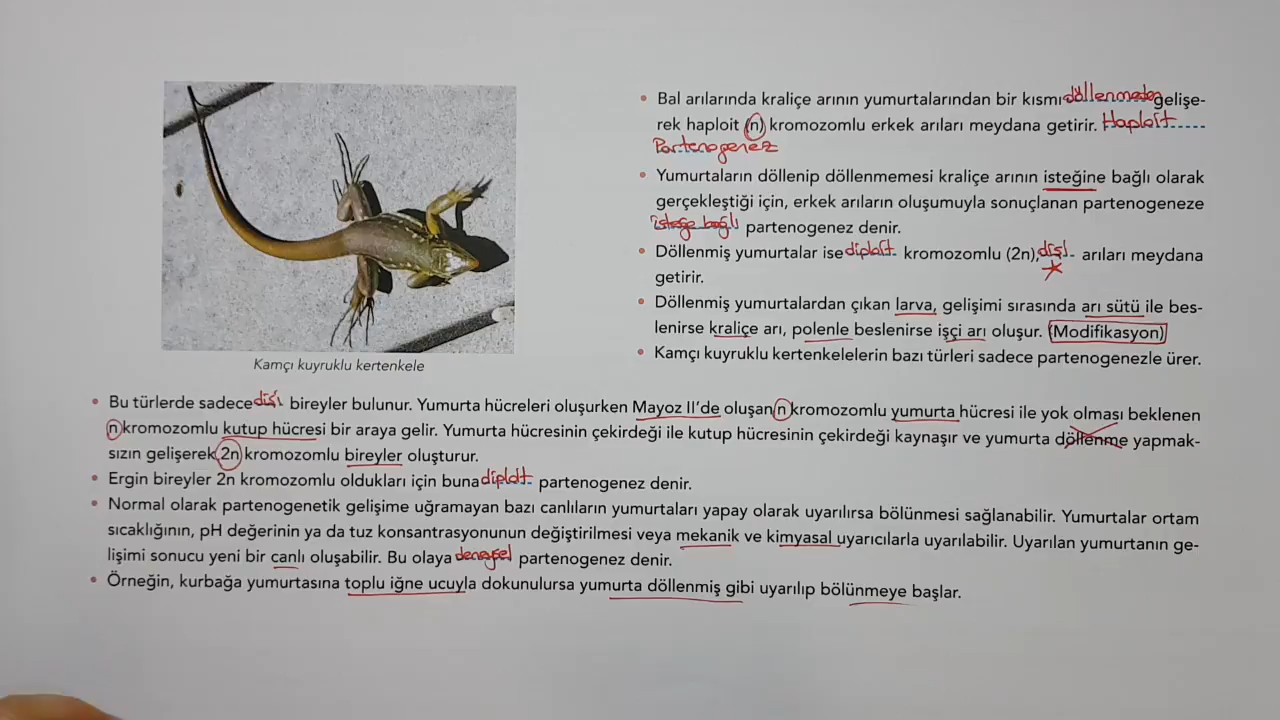 Bal arılarında kraliçe arının yumurtalarından bir kısmı döllenmeden gelişe-
rek haploit (n) kromozomlu erkek arıları meydana getirir. Haploit
Partenogenez
Yumurtaların döllenip döllenmemesi kraliçe arının isteğine bağlı olarak
gerçekleştiği için, erkek arıların oluşumuyla sonuçlanan partenogeneze
isteğe bağlı partenogenez denir.
Döllenmiş yumurtalar ise diploit kromozomlu (2n), dişi arıları meydana
getirir.
Döllenmiş yumurtalardan çıkan larva, gelişimi sırasında arı sütü ile bes-
lenirse kraliçe arı, polenle beslenirse işçi arı oluşur. (Modifikasyon)
Kamçı kuyruklu kertenkelelerin bazı türleri sadece partenogenezle ürer.
Kamçı kuyruklu kertenkele
Bu türlerde sadece dişi bireyler bulunur. Yumurta hücreleri oluşurken Mayoz II'de oluşan n kromozomlu yumurta hücresi ile yok olması beklenen
n kromozomlu kutup hücresi bir araya gelir. Yumurta hücresinin çekirdeği ile kutup hücresinin çekirdeği kaynaşır ve yumurta döllenme yapmak-
sızın gelişerek 2n kromozomlu bireyler oluşturur.
Ergin bireyler 2n kromozomlu oldukları için buna diploit partenogenez denir.
Normal olarak partenogenetik gelişime uğramayan bazı canlıların yumurtaları yapay olarak uyarılırsa bölünmesi sağlanabilir. Yumurtalar ortam
sıcaklığının, pH değerinin ya da tuz konsantrasyonunun değiştirilmesi veya mekanik ve kimyasal uyarıcılarla uyarılabilir. Uyarılan yumurtanın ge-
lişimi sonucu yeni bir canlı oluşabilir. Bu olaya deneysel partenogenez denir.
Örneğin, kurbağa yumurtasına toplu iğne ucuyla dokunulursa yumurta döllenmiş gibi uyarılıp bölünmeye başlar.